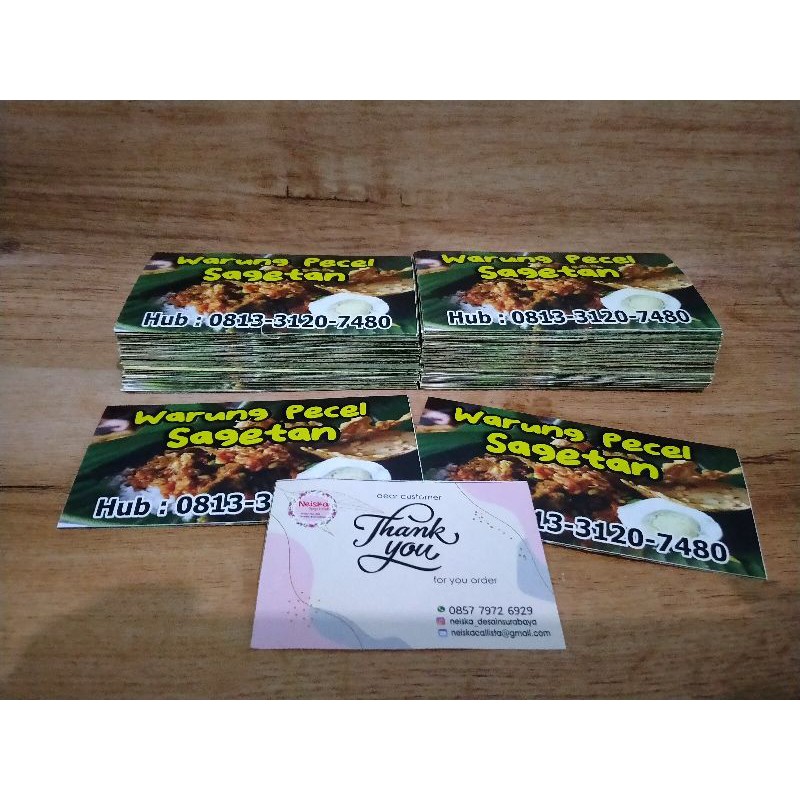 Warung Pecel
Sagetan
Hub : 0813-3120-7480
Warung Pecel
Sagetan
Hub : 0813-3120-7480
Warung Pecel
Sagetan
Hub : 0813-3
Warung Pecel
Sagetan
13-3120-7480
Neiska
dear customer
Thank
you
for you order
0857 7972 6929
neiska_desainsurabaya
neiskacallista@gmail.com